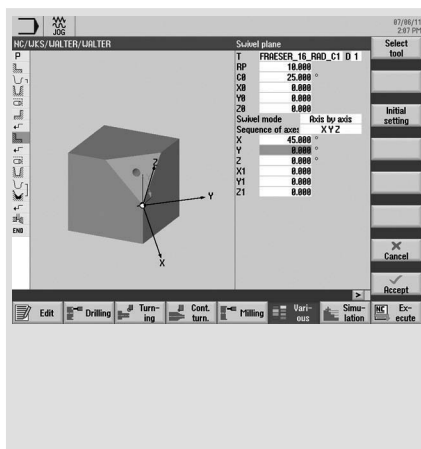 JOG
07/06/11
2:07 PM
NC/WKS/WALTER/WALTER
Swivel plane
Select tool
T FRAESER_16_RAD_C1 D 1
RP 10.000
C0 25.000 °
X0 0.000
Y0 0.000
Z0 0.000
Swivel mode Axis by axis
Sequence of axes X Y Z
X 45.000 °
Y 0.000 °
Z 0.000 °
X1 0.000
Y1 0.000
Z1 0.000
Initial setting
P
END
Z
Y
X
Cancel
Accept
>
Edit
Drilling
Turn-
ing
Cont.
turn.
Milling
Vari-
ous
Simu-
lation
NC
Ex-
ecute